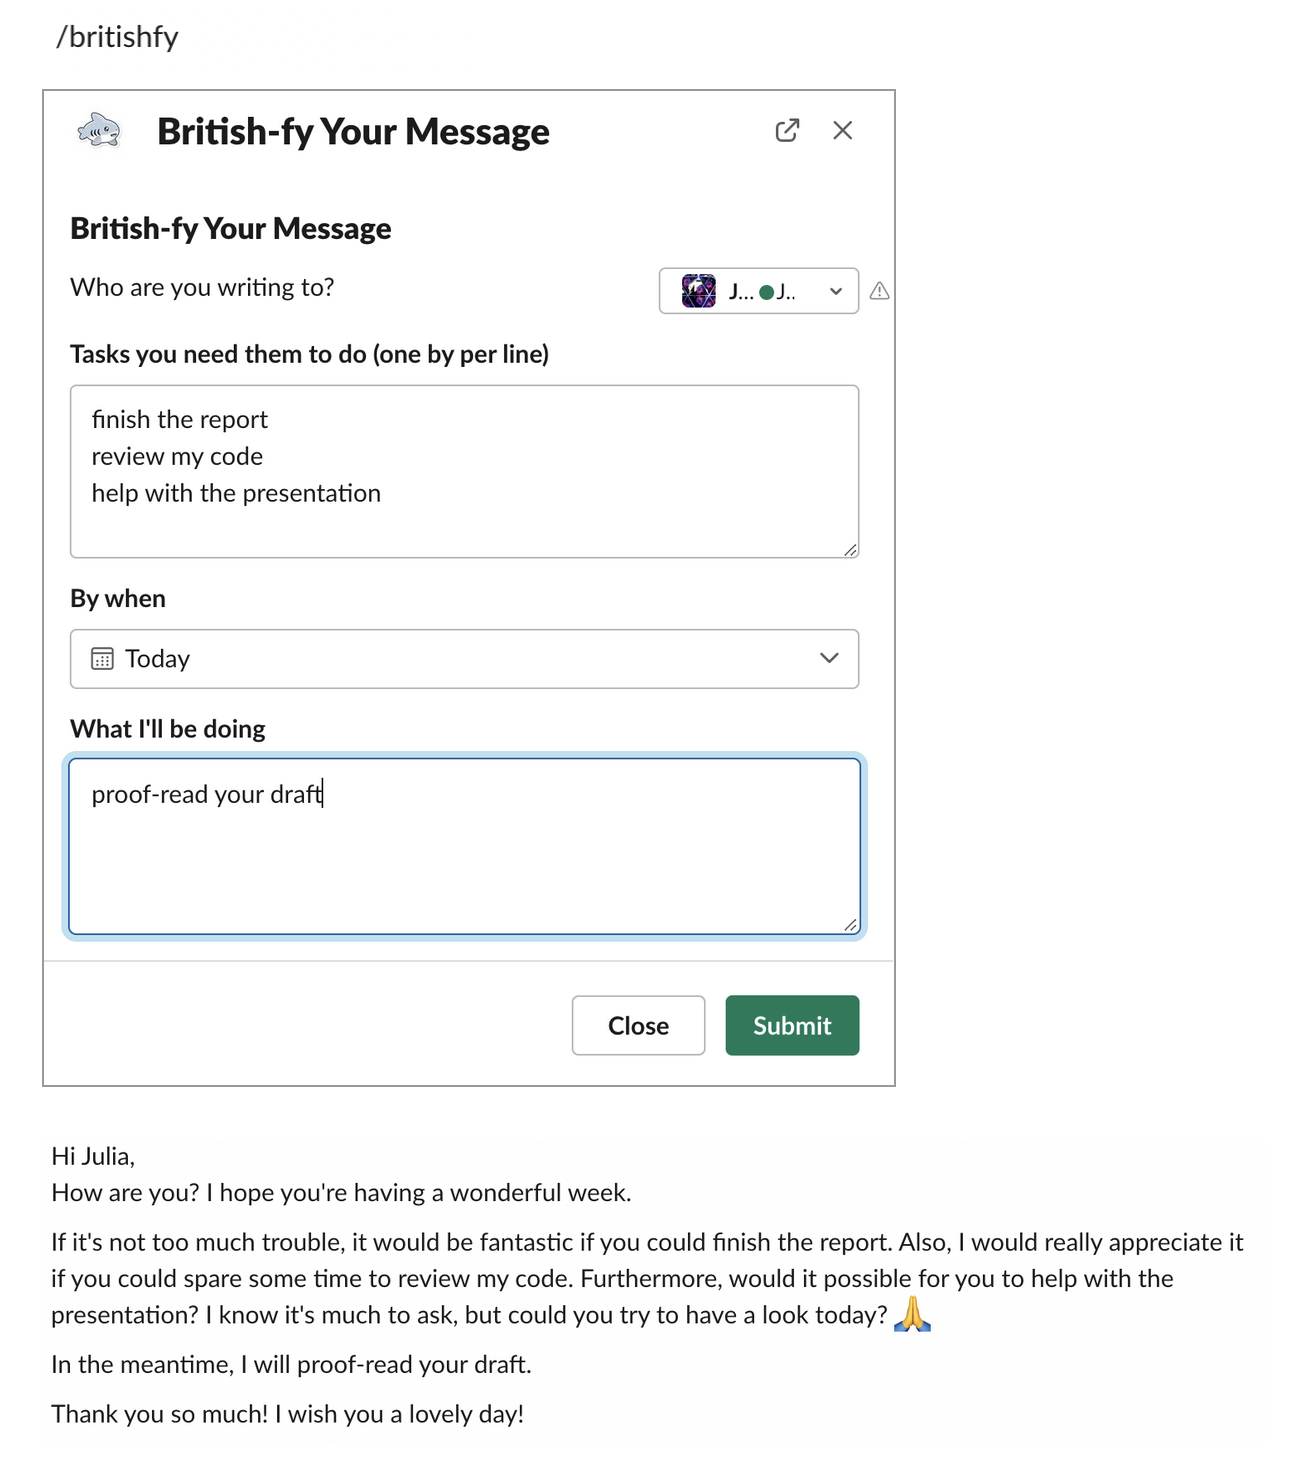 /britishfy
British-fy Your Message
British-fy Your Message
Who are you writing to?
J... J..
Tasks you need them to do (one by per line)
finish the report
review my code
help with the presentation
By when
Today
What I'll be doing
proof-read your draft
Close
Submit
Hi Julia,
How are you? I hope you're having a wonderful week.
If it's not too much trouble, it would be fantastic if you could finish the report. Also, I would really appreciate it
if you could spare some time to review my code. Furthermore, would it possible for you to help with the
presentation? I know it's much to ask, but could you try to have a look today? 🙏
In the meantime, I will proof-read your draft.
Thank you so much! I wish you a lovely day!